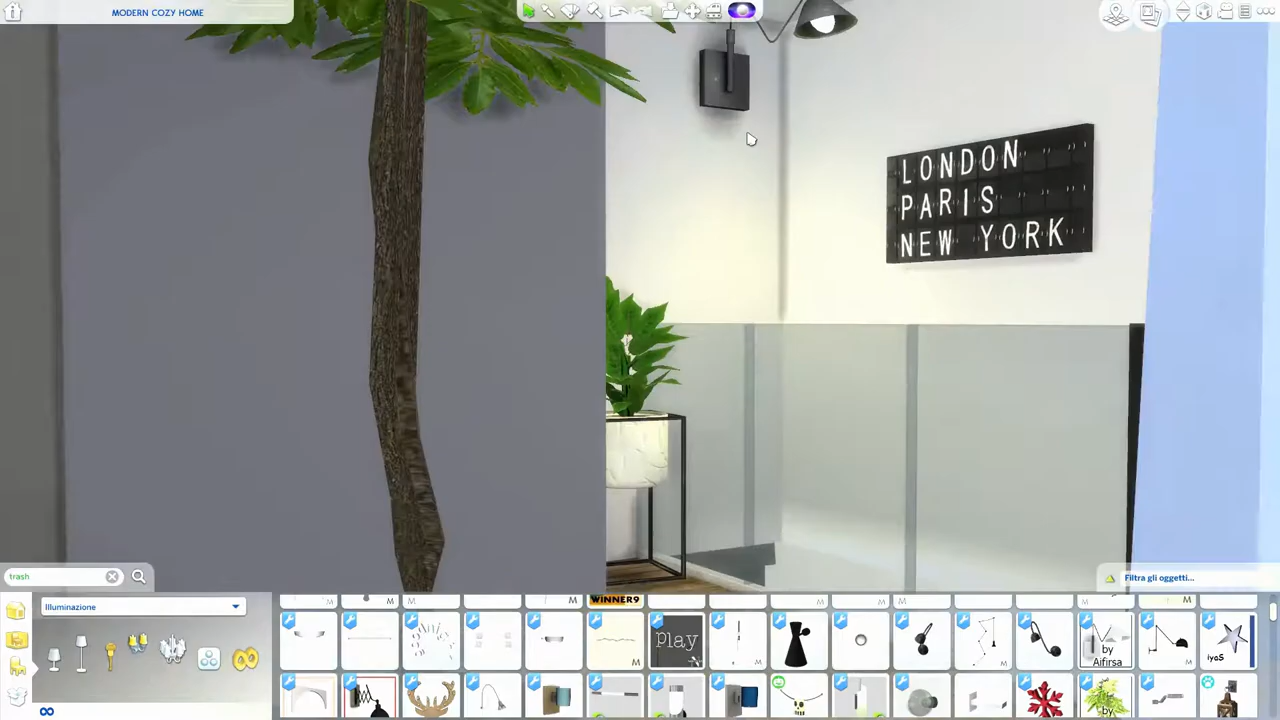 MODERN COZY HOME
LONDON
PARIS
NEW YORK
trash
Filtra gli oggetti...
Illuminazione
WINNER9
M
M
M
M
M
M
M
M
play
M
M
M
M
by
Aifirsa
M
iyaS
by